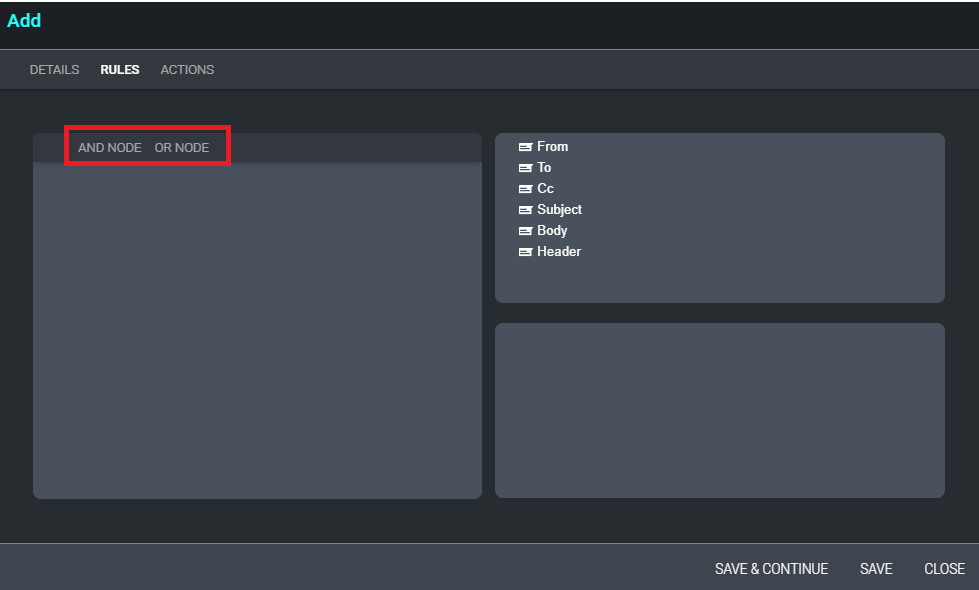 Add
DETAILS RULES ACTIONS
AND NODE OR NODE
From
To
Cc
Subject
Body
Header
SAVE & CONTINUE SAVE CLOSE